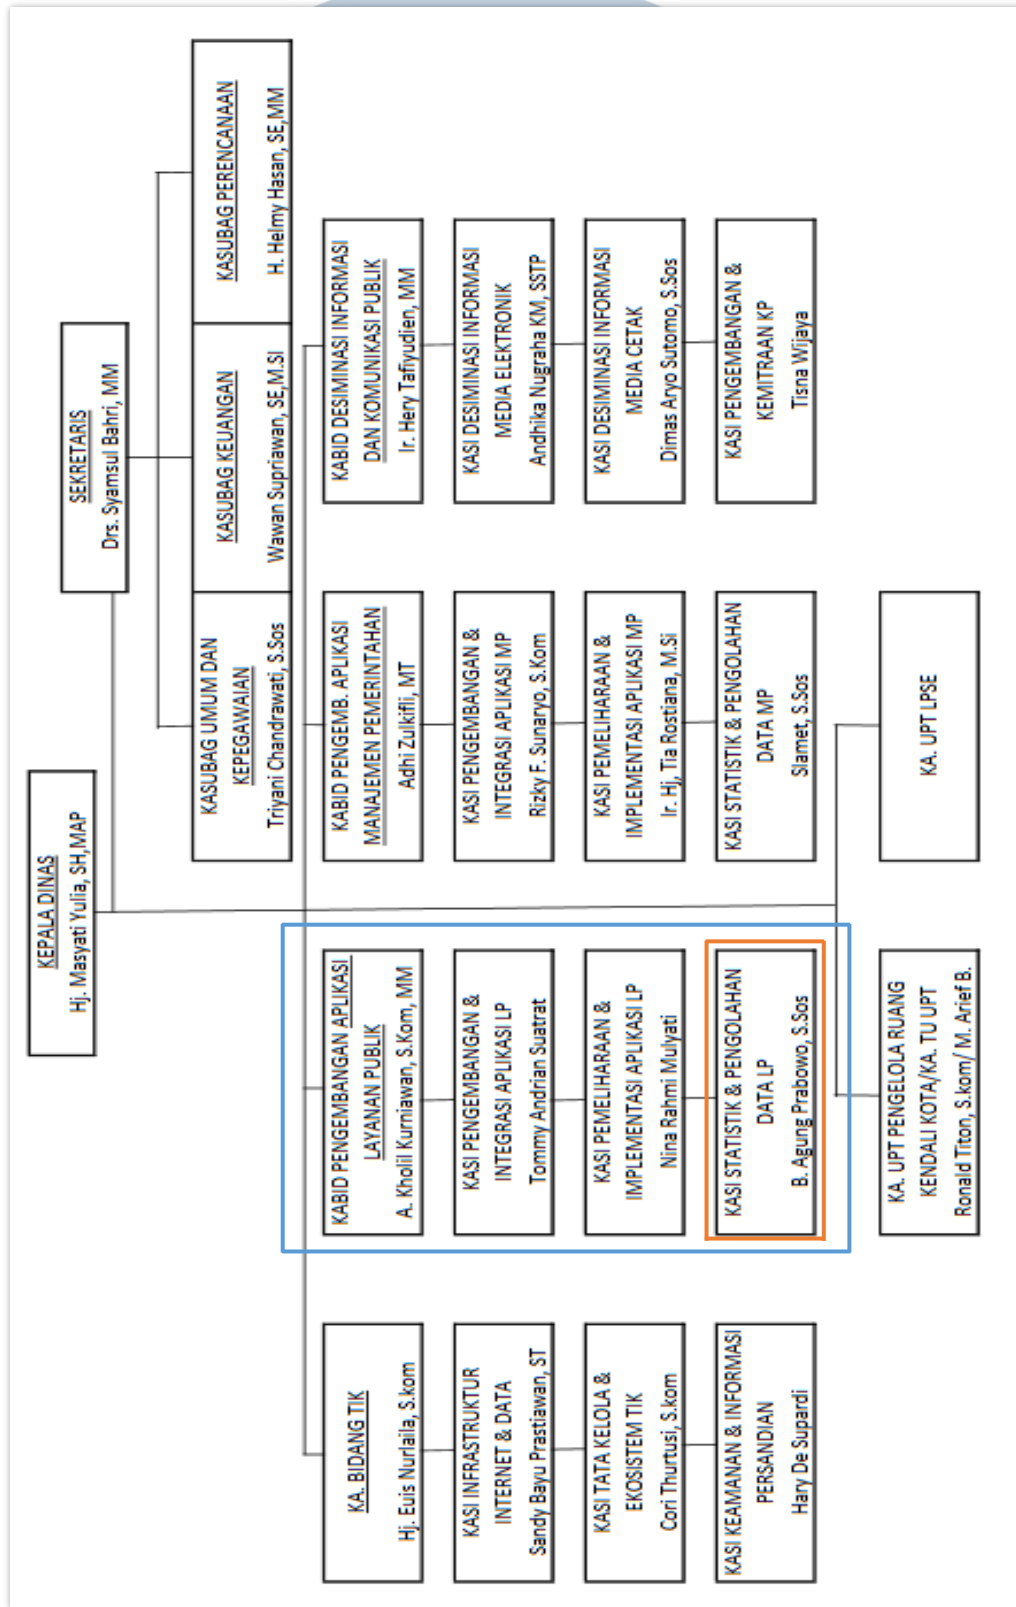 KEPALA DINAS
Hj. Masyati Yulia, SH,MAP
SEKRETARIS
Drs. Syamsul Bahri, MM
KASUBAG UMUM DAN
KEPEGAWAIAN
Triyani Chandrawati, S.Sos
KASUBAG KEUANGAN
Wawan Supriawan, SE,M.SI
KASUBAG PERENCANAAN
H. Helmy Hasan, SE,MM
KA. BIDANG TIK
Hj. Euis Nurlaila, S.kom
KABID PENGEMBANGAN APLIKASI
LAYANAN PUBLIK
A. Kholil Kurniawan, S.Kom, MM
KABID PENGEMB. APLIKASI
MANAJEMEN PEMERINTAHAN
Adhi Zulkifli, MT
KABID DESIMINASI INFORMASI
DAN KOMUNIKASI PUBLIK
Ir. Hery Tafiyudien, MM
KASI INFRASTRUKTUR
INTERNET & DATA
Sandy Bayu Prastiawan, ST
KASI PENGEMBANGAN &
INTEGRASI APLIKASI LP
Tommy Andrian Suatrat
KASI PENGEMBANGAN &
INTEGRASI APLIKASI MP
Rizky F. Sunaryo, S.Kom
KASI DESIMINASI INFORMASI
MEDIA ELEKTRONIK
Andhika Nugraha KM, SSTP
KASI TATA KELOLA &
EKOSISTEM TIK
Cori Thurtusi, S.kom
KASI PEMELIHARAAN &
IMPLEMENTASI APLIKASI LP
Nina Rahmi Mulyati
KASI PEMELIHARAAN &
IMPLEMENTASI APLIKASI MP
Ir. Hj, Tia Rostiana, M.Si
KASI DESIMINASI INFORMASI
MEDIA CETAK
Dimas Aryo Sutomo, S.Sos
KASI KEAMANAN & INFORMASI
PERSANDIAN
Hary De Supardi
KASI STATISTIK & PENGOLAHAN
DATA LP
B. Agung Prabowo, S.Sos
KASI STATISTIK & PENGOLAHAN
DATA MP
Slamet, S.Sos
KASI PENGEMBANGAN &
KEMITRAAN KP
Tisna Wijaya
KA. UPT PENGELOLA RUANG
KENDALI KOTA/KA. TU UPT
Ronald Titon, S.kom/ M. Arief B.
KA. UPT LPSE